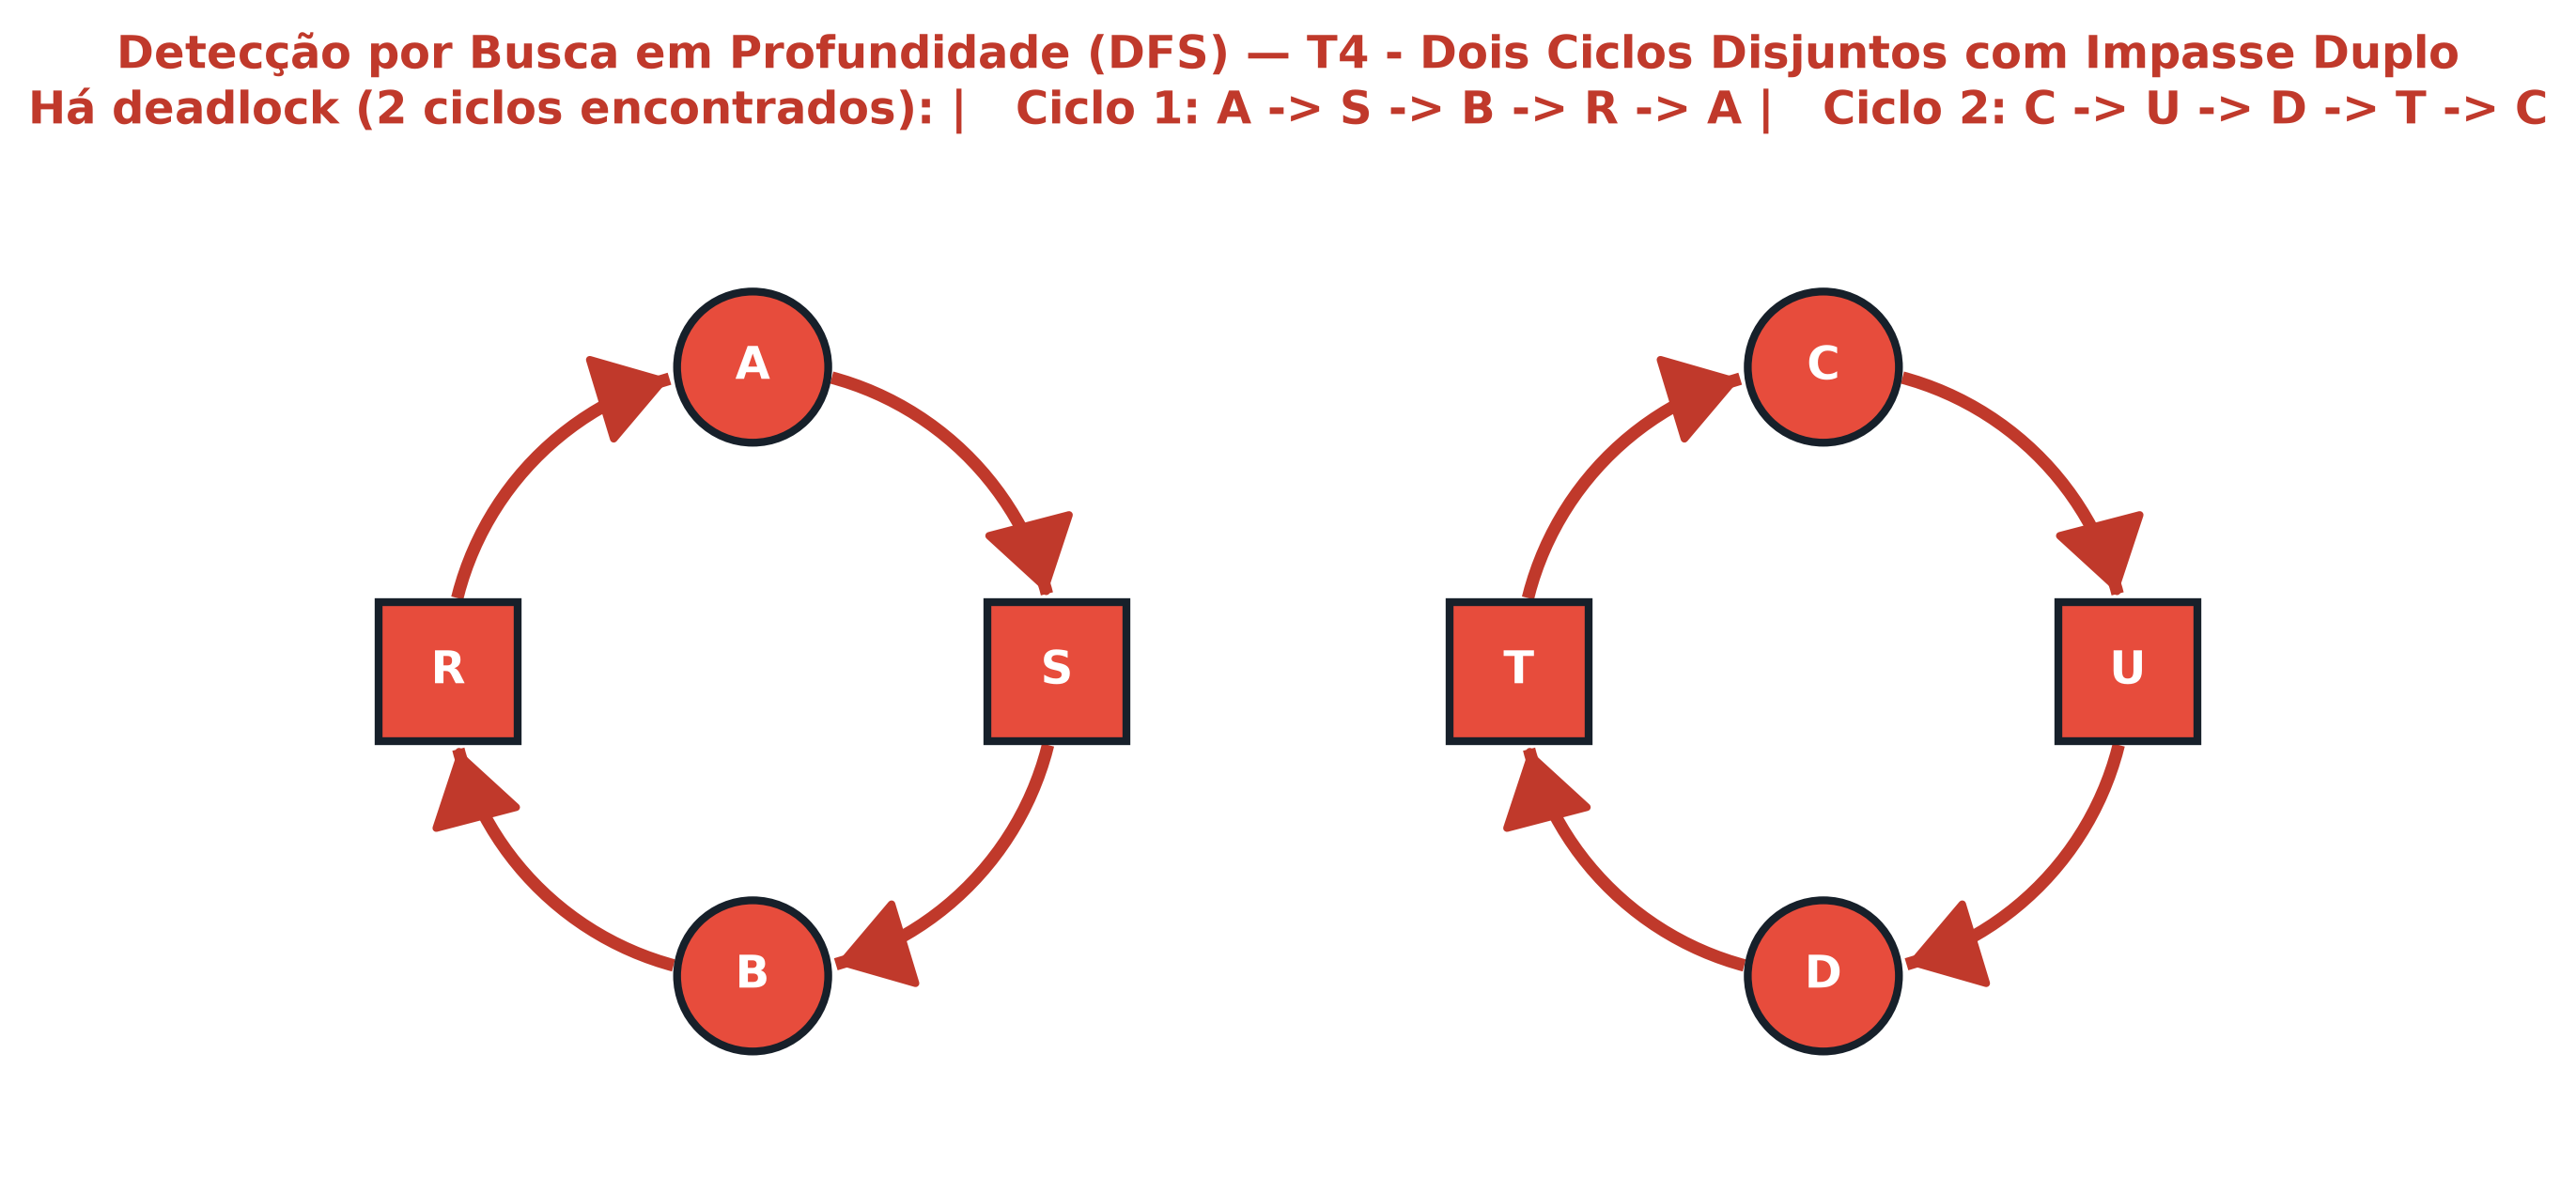 Detecção por Busca em Profundidade (DFS) — T4 - Dois Ciclos Disjuntos com Impasse Duplo
Há deadlock (2 ciclos encontrados): |   Ciclo 1: A -> S -> B -> R -> A |   Ciclo 2: C -> U -> D -> T -> C
A
C
R
S
T
U
B
D